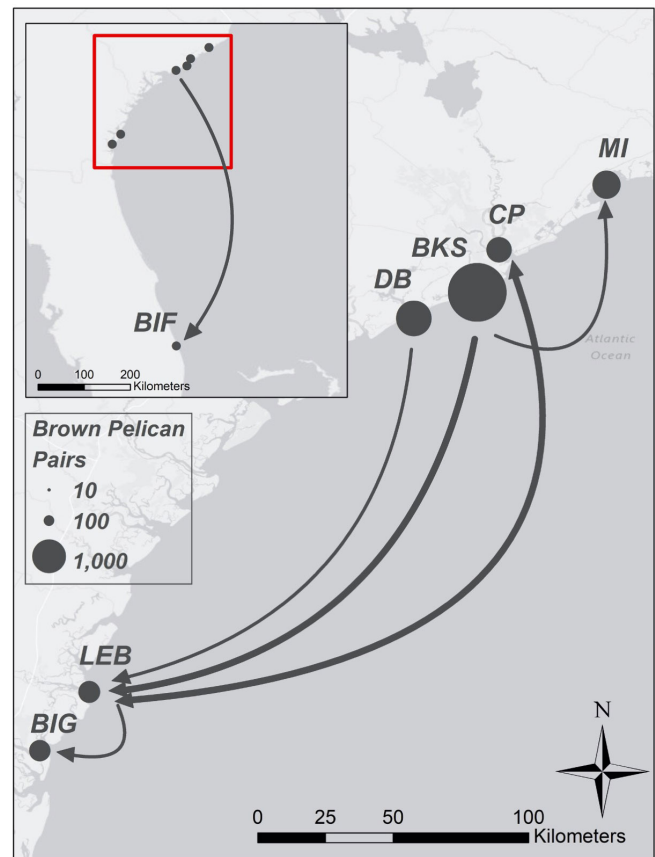 BIF
0 100 200
Kilometers
MI
CP
BKS
DB
Atlantic
Ocean
Brown Pelican
Pairs
10
100
1,000
LEB
BIG
N
0 25 50 100
Kilometers